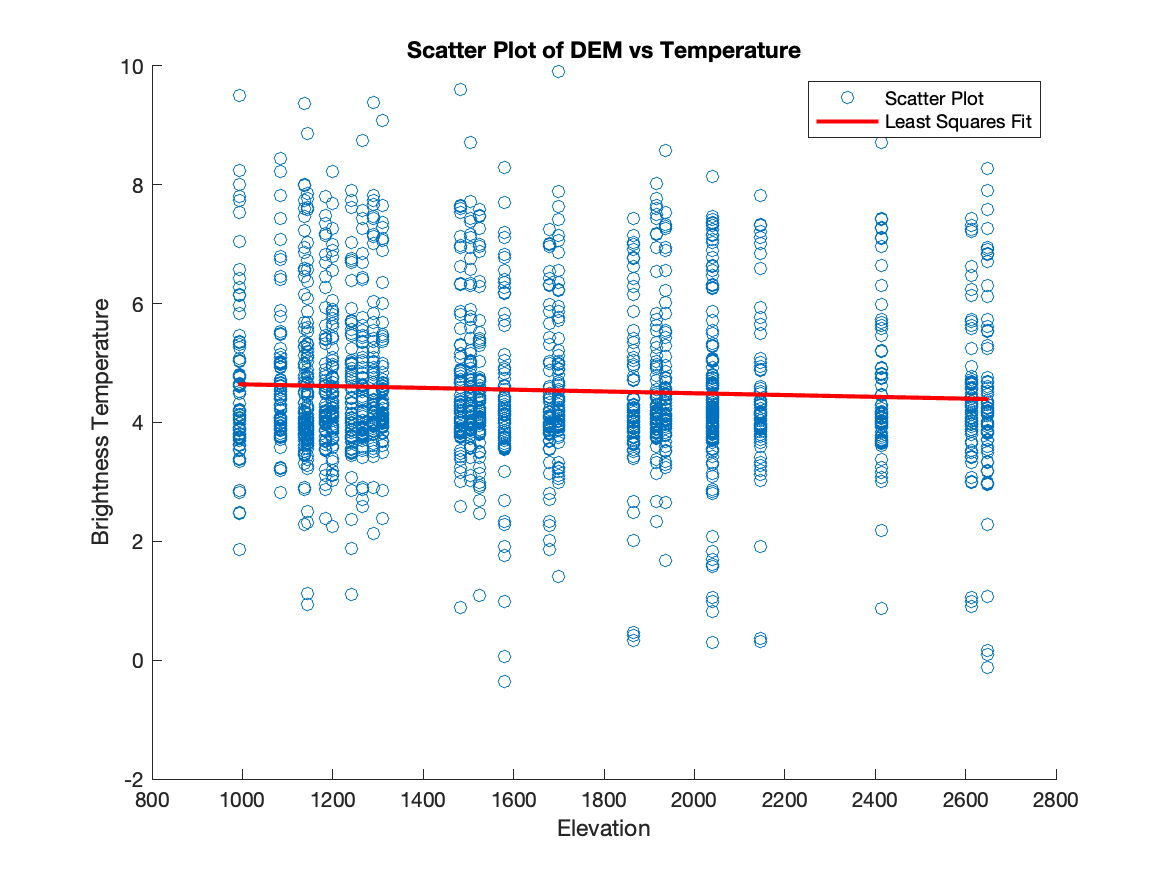 Scatter Plot of DEM vs Temperature
Scatter Plot
Least Squares Fit
Brightness Temperature
10
8
6
4
2
0
-2
800 1000 1200 1400 1600 1800 2000 2200 2400 2600 2800
Elevation